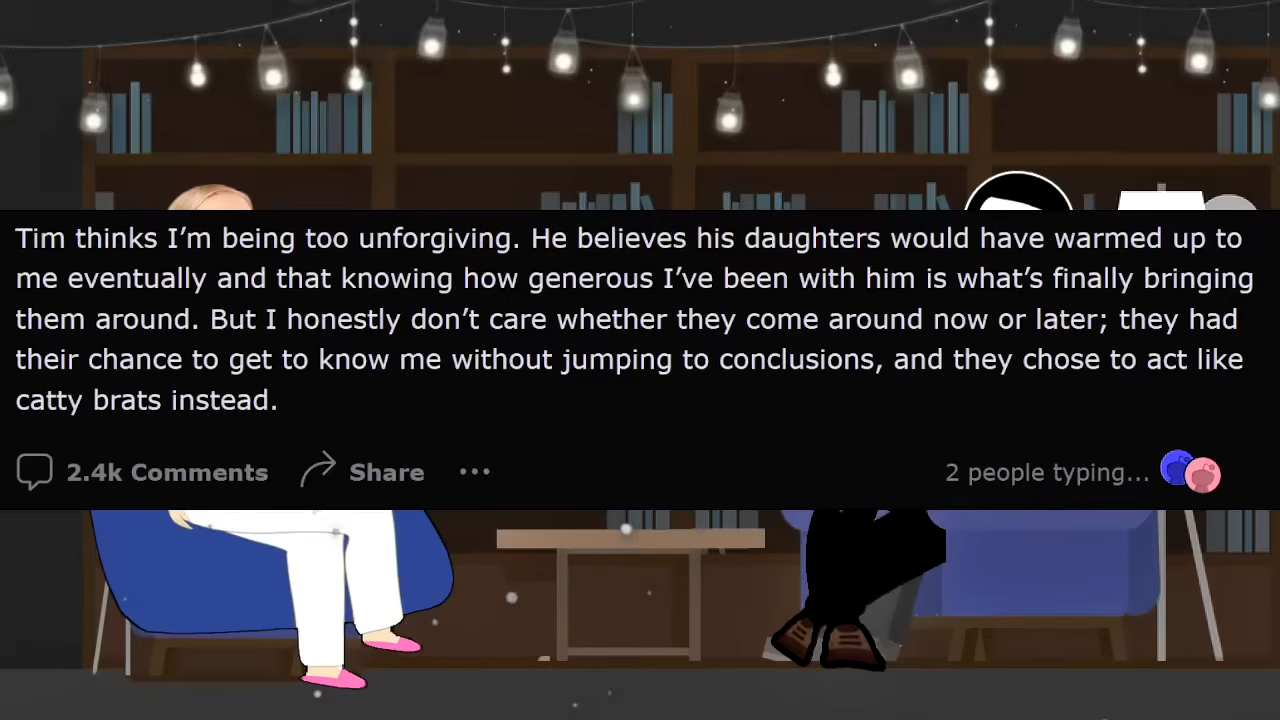 Tim thinks I’m being too unforgiving. He believes his daughters would have warmed up to
me eventually and that knowing how generous I’ve been with him is what’s finally bringing
them around. But I honestly don’t care whether they come around now or later; they had
their chance to get to know me without jumping to conclusions, and they chose to act like
catty brats instead.
2.4k Comments Share ••• 2 people typing...